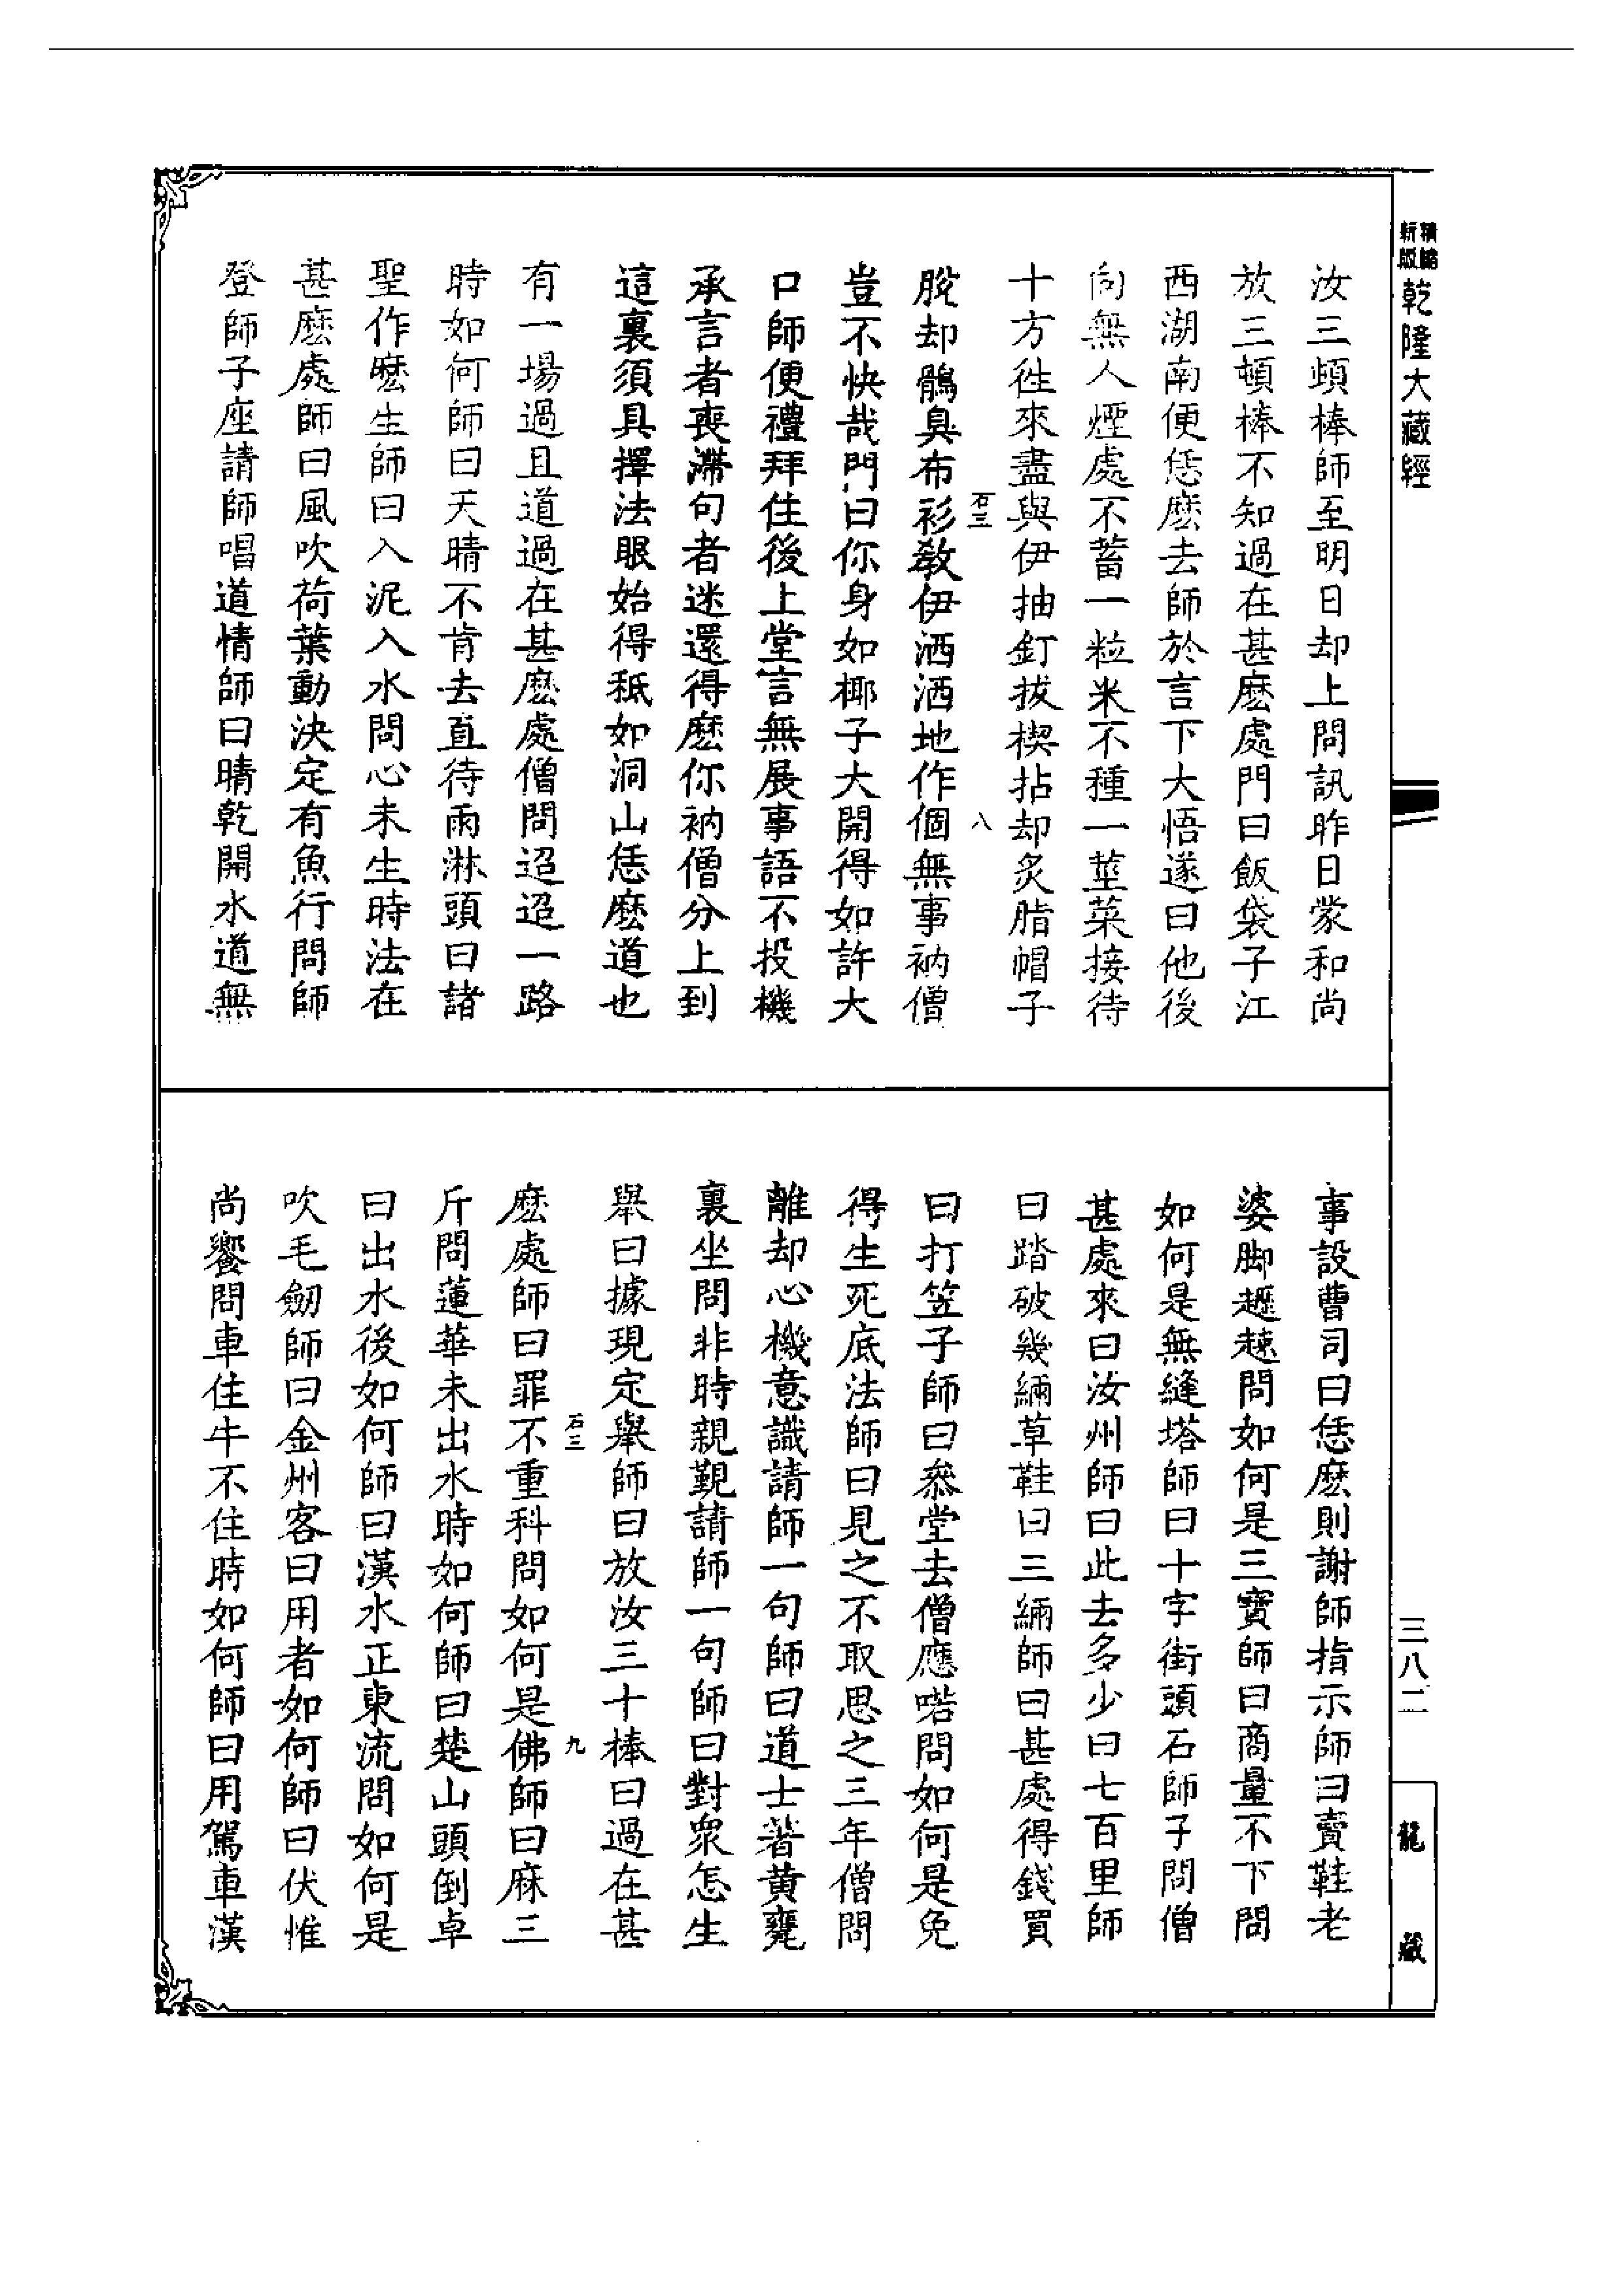 精縮新版乾隆大藏經
三八二
龍藏
汝三頓棒師至明日却上問訊昨日蒙和尚
放三頓棒不知過在甚麽處門曰飯袋子江
西湖南便恁麽去師於言下大悟遂曰他後
向無人煙處不蓄一粒米不種一莖菜接待
十方徃來盡與伊抽釘拔楔拈却炙脂帽子
石三 八
脫却鶻臭布衫敎伊洒洒地作個無事衲僧
豈不快哉門曰你身如椰子大開得如許大
口師便禮拜住後上堂言無展事語不投機
承言者喪滯句者迷還得麽你衲僧分上到
這裏須具擇法眼始得秖如洞山恁麽道也
有一場過且道過在甚麽處僧問迢迢一路
時如何師曰天晴不肯去直待雨淋頭曰諸
聖作麽生師曰入泥入水問心未生時法在
甚麽處師曰風吹荷葉動決定有魚行問師
登師子座請師唱道情師曰晴乾開水道無
事設曹司曰恁麽則謝師指示師曰賣鞋老
婆脚趯趚問如何是三寶師曰商量不下問
如何是無縫塔師曰十字街頭石師子問僧
甚處來曰汝州師曰此去多少曰七百里師
曰踏破幾緉草鞋曰三緉師曰甚處得錢買
曰打笠子師曰叅堂去僧應喏問如何是免
得生死底法師曰見之不取思之三年僧問
離却心機意識請師一句師曰道士著黃甕
裏坐問非時親覲請師一句師曰對衆怎生
舉曰據現定舉師曰放汝三十棒曰過在甚
石三 九
麽處師曰罪不重科問如何是佛師曰麻三
斤問蓮華未出水時如何師曰楚山頭倒卓
曰出水後如何師曰漢水正東流問如何是
吹毛劒師曰金州客曰用者如何師曰伏惟
尚饗問車住牛不住時如何師曰用駕車漢